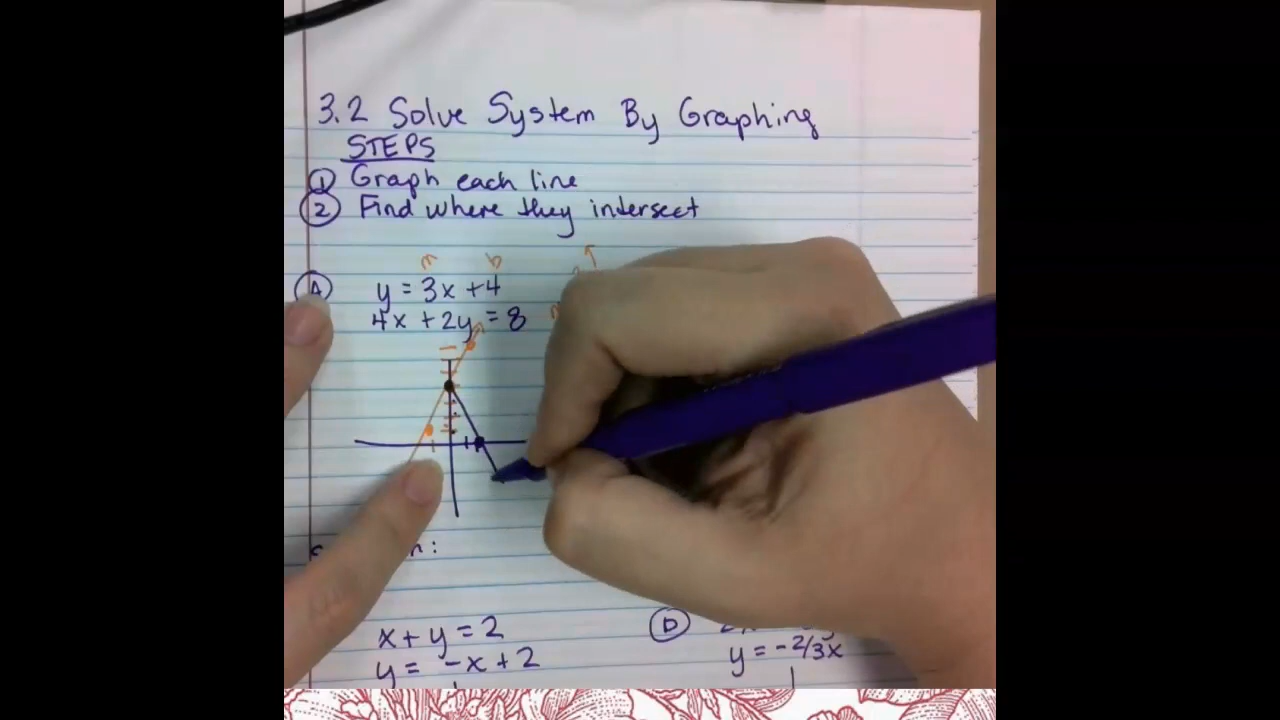 3.2 Solve System By Graphing
STEPS
① Graph each line
② Find where they intersect
m b
Ⓐ y = 3x + 4
4x + 2y = 8
x + y = 2
y = -x + 2
Ⓓ
y = -2/3x